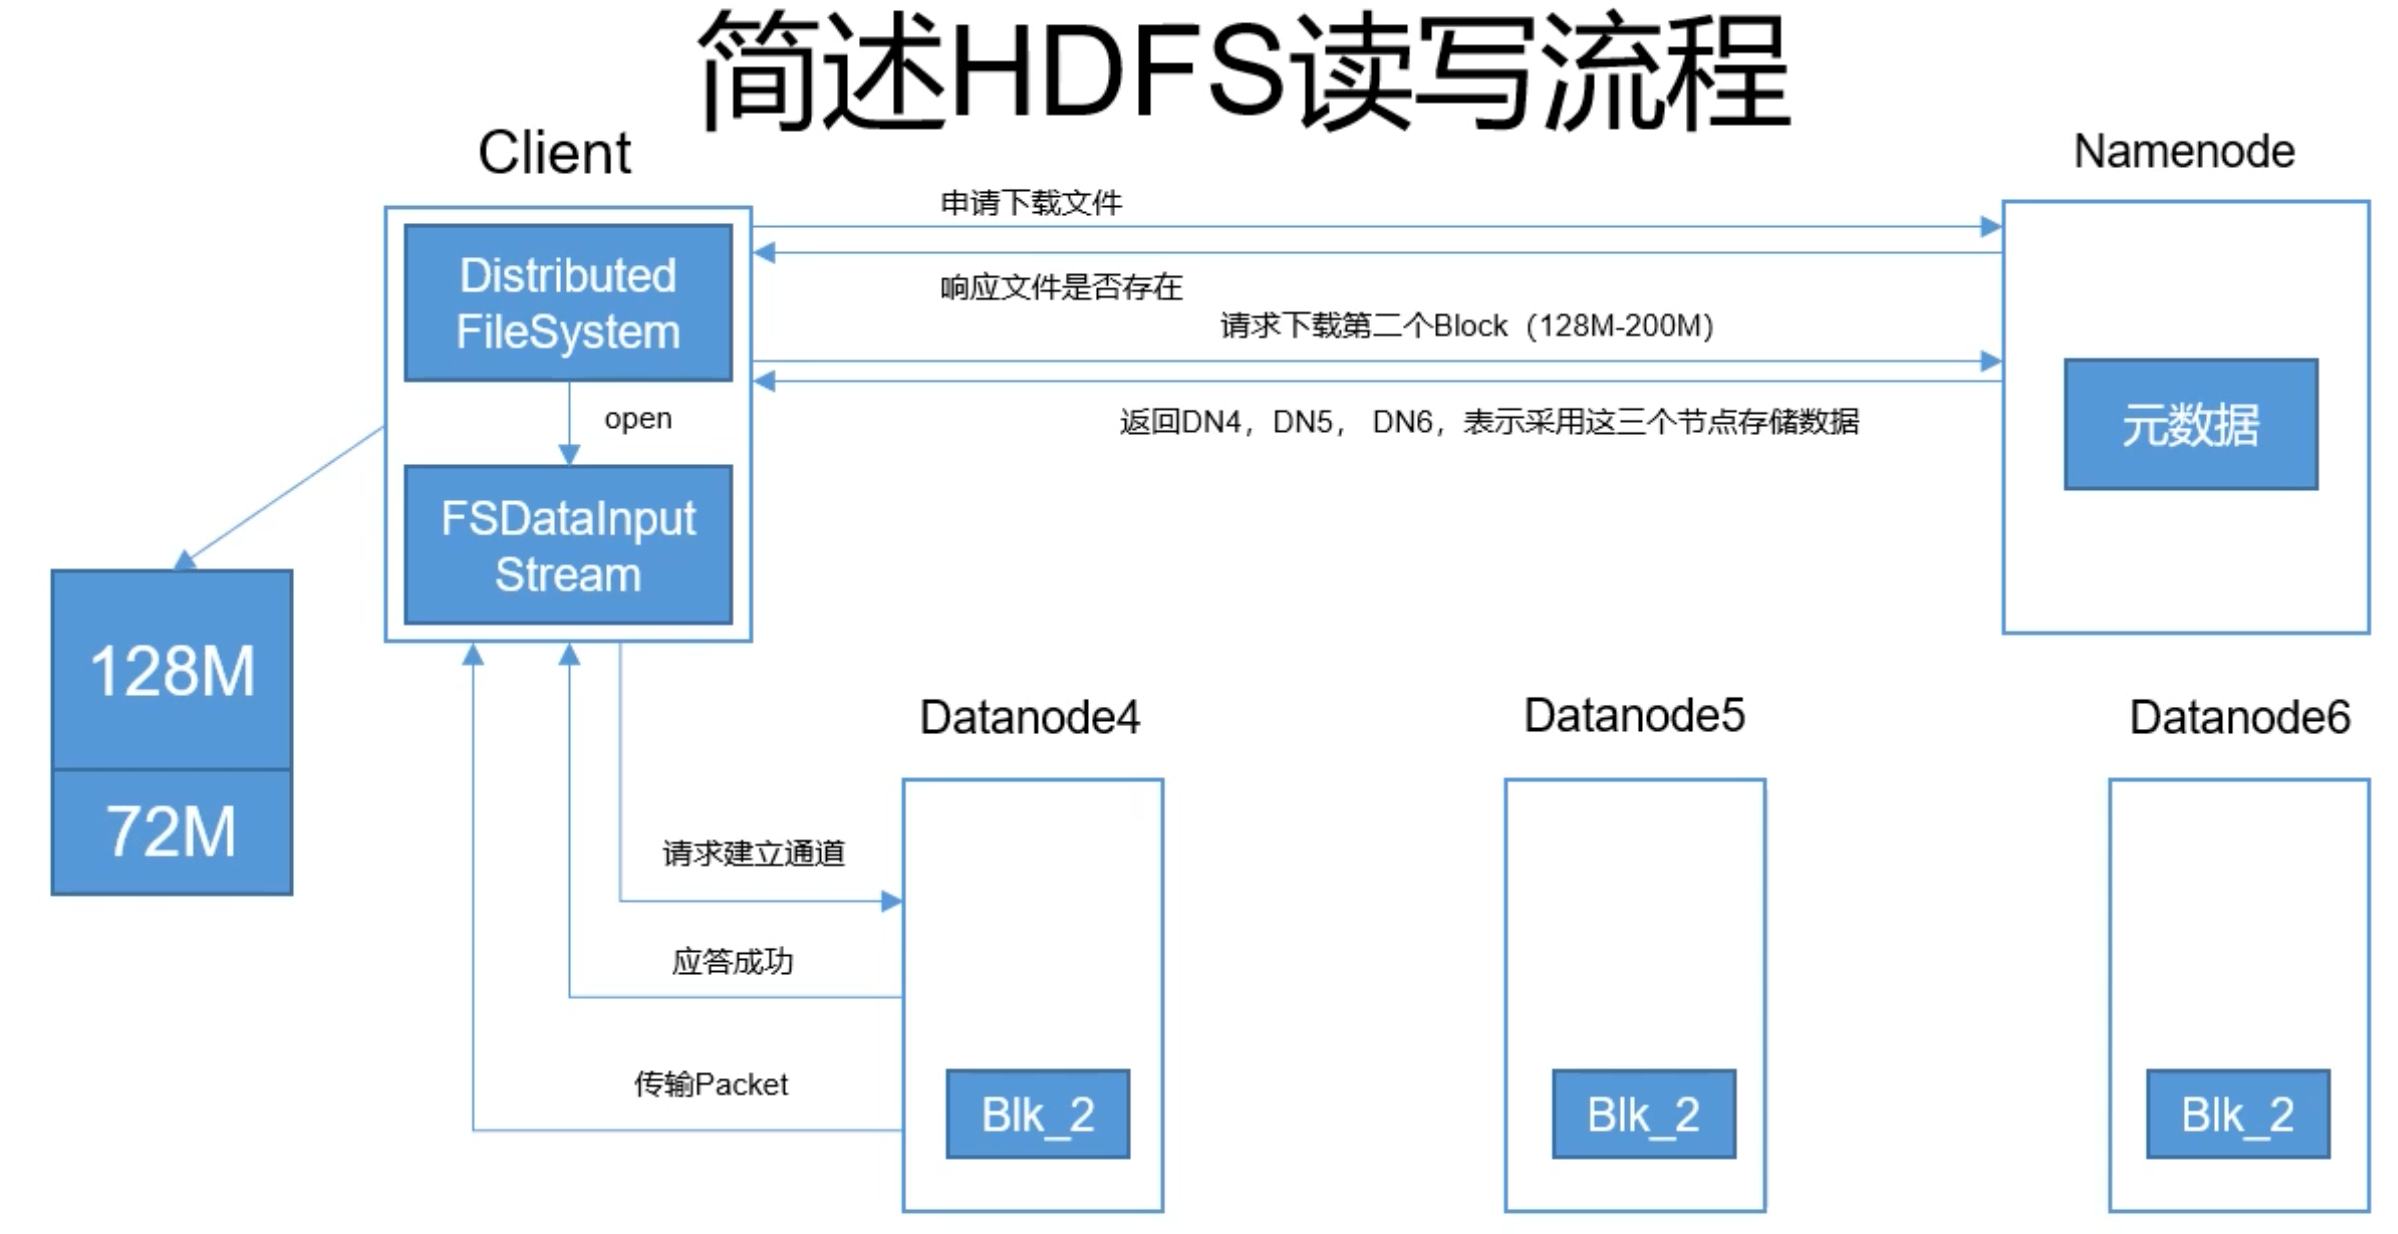 简述HDFS读写流程
Client
Namenode
申请下载文件
Distributed
FileSystem
响应文件是否存在
请求下载第二个Block（128M-200M）
open
返回DN4，DN5， DN6，表示采用这三个节点存储数据
元数据
FSDataInput
Stream
128M
72M
Datanode4
Datanode5
Datanode6
请求建立通道
应答成功
传输Packet
Blk_2
Blk_2
Blk_2